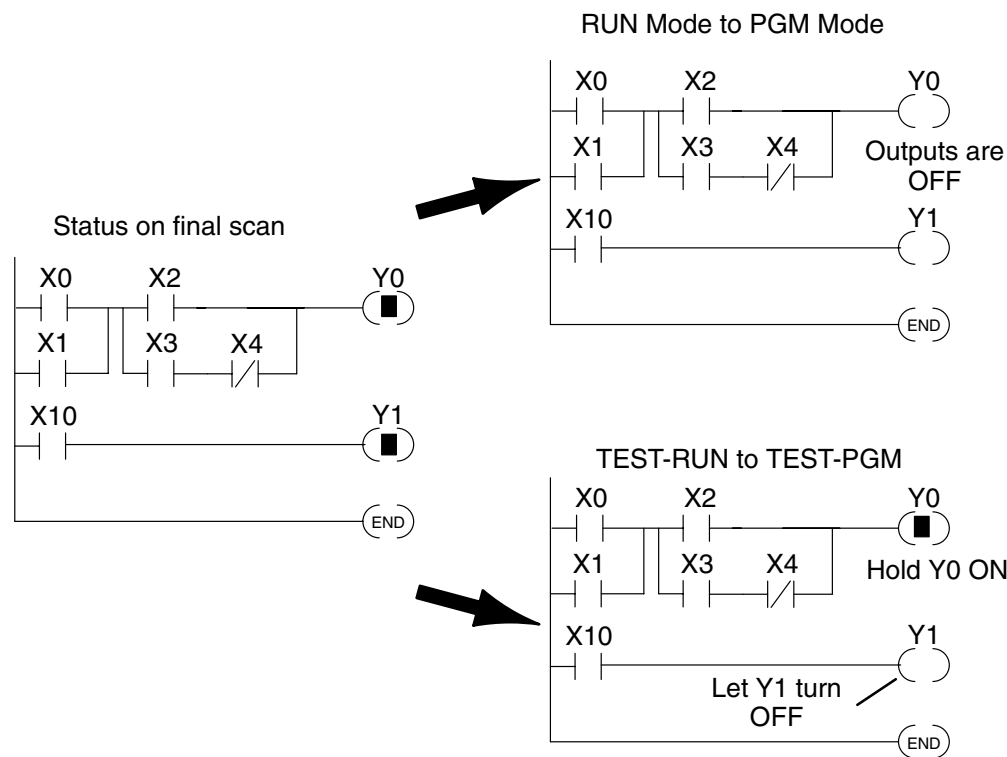 RUN Mode to PGM Mode
X0 X2 Y0
X1 X3 X4 Outputs are
OFF
X10 Y1
END
Status on final scan
X0 X2 Y0
X1 X3 X4
X10 Y1
END
TEST-RUN to TEST-PGM
X0 X2 Y0
X1 X3 X4 Hold Y0 ON
X10 Y1
Let Y1 turn
OFF
END